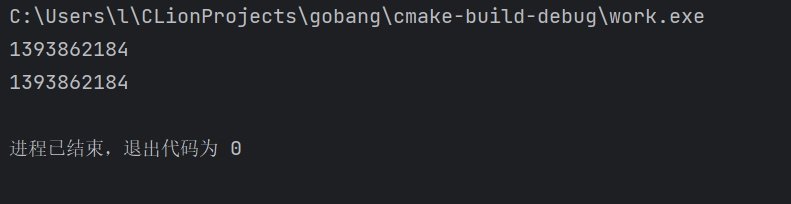 C:\Users\l\CLionProjects\gobang\cmake-build-debug\work.exe
1393862184
1393862184
进程已结束，退出代码为 0